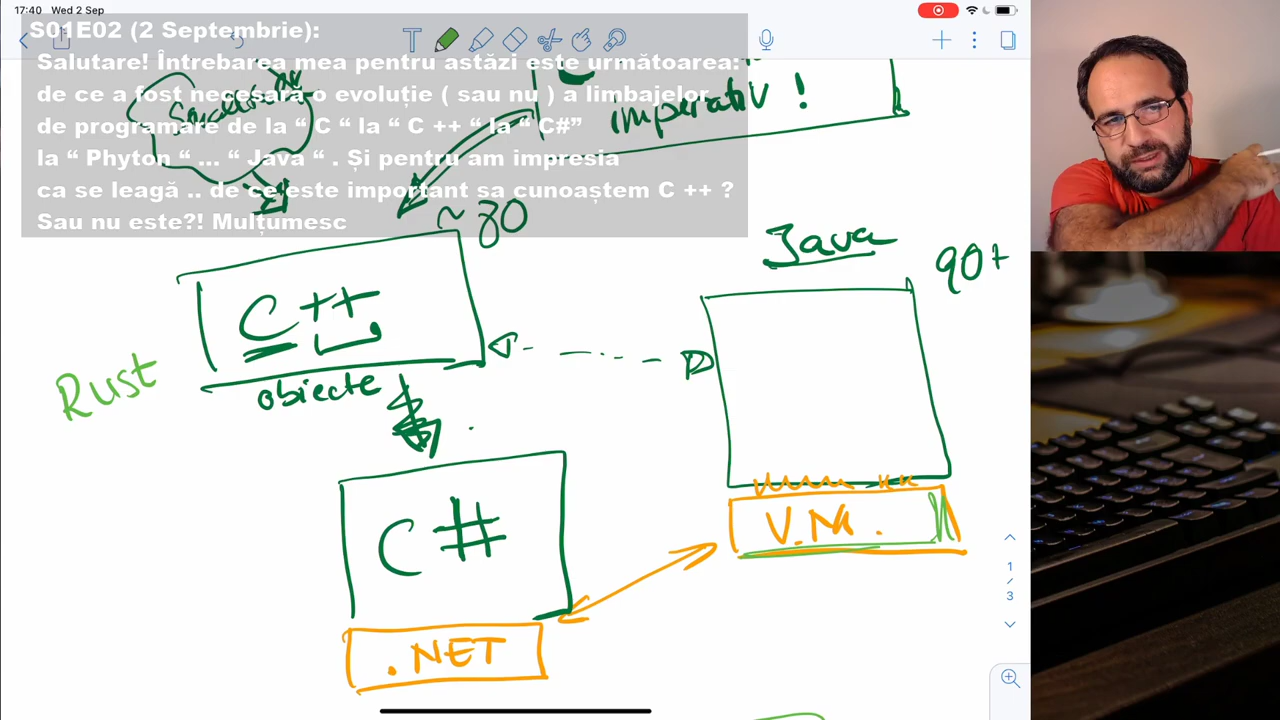 17:40 Wed 2 Sep
S01E02 (2 Septembrie):
Salutare! Întrebarea mea pentru astăzi este următoarea:
de ce a fost necesară o evoluție ( sau nu ) a limbajelor
de programare de la “ C “ la “ C ++ “ la “ C#”
la “ Phyton “ ... “ Java “ . Și pentru am impresia
ca se leagă .. de ce este important sa cunoaștem C ++ ?
Sau nu este?! Mulțumesc
imperativ !
~ 80
Java
90+
C++
Rust
obiecte
C#
V.M.
.NET
1
/
3